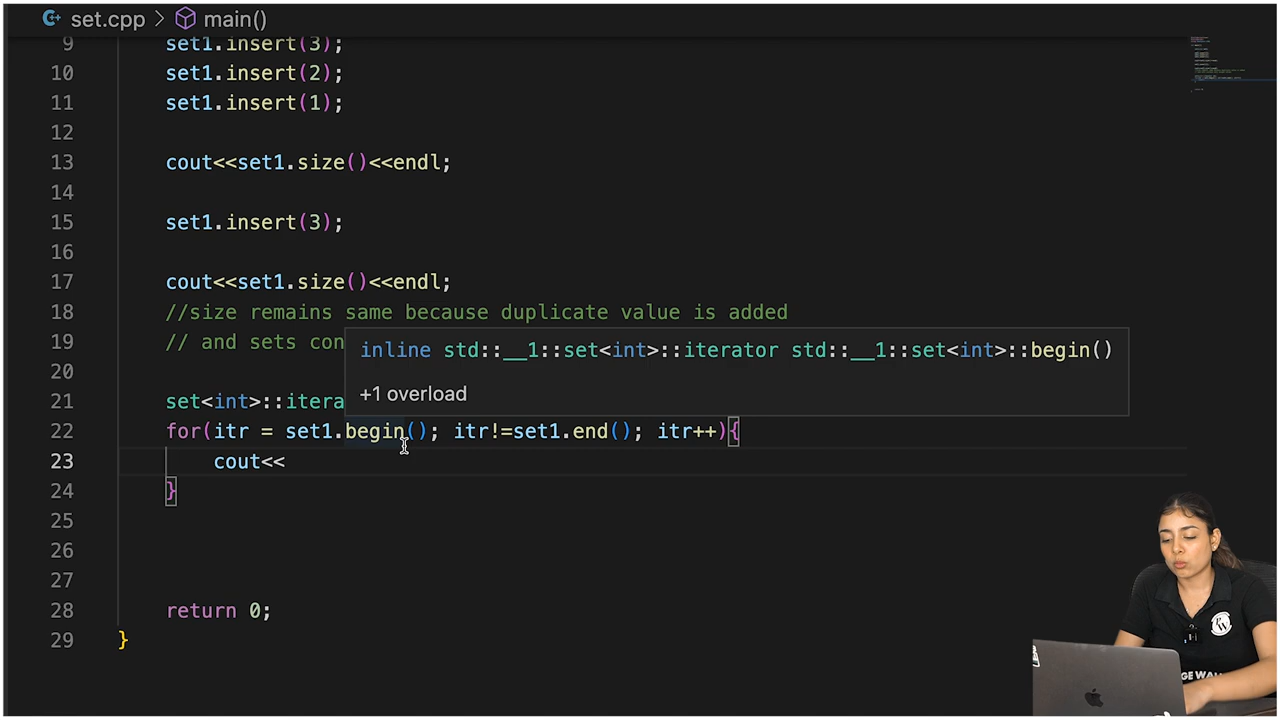 set.cpp > main()
9 set1.insert(3);
10 set1.insert(2);
11 set1.insert(1);
12
13 cout<<set1.size()<<endl;
14
15 set1.insert(3);
16
17 cout<<set1.size()<<endl;
18 //size remains same because duplicate value is added
19 // and sets con
inline std::__1::set<int>::iterator std::__1::set<int>::begin()
+1 overload
20
21 set<int>::itera
22 for(itr = set1.begin(); itr!=set1.end(); itr++){
23 cout<<
24 }
25
26
27
28 return 0;
29 }
PW